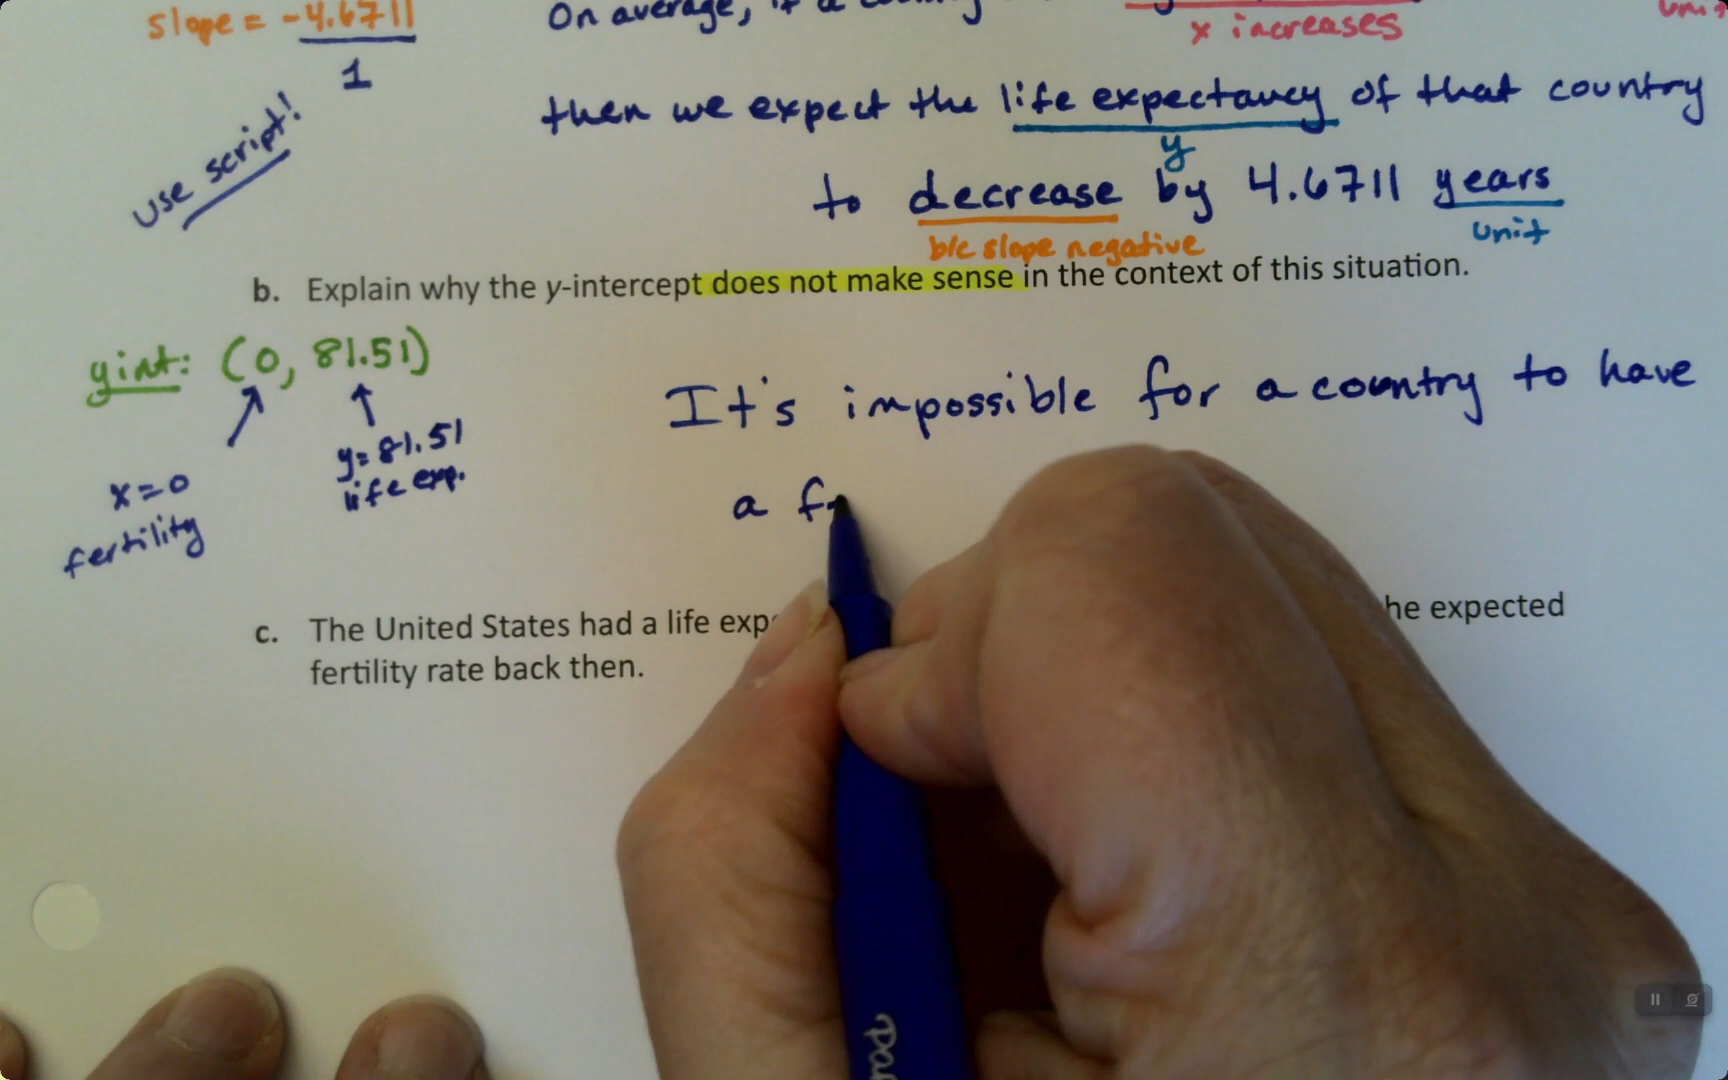 slope = -4.6711 On average, if a
1 x increases
use script! then we expect the life expectancy of that country
y
to decrease by 4.6711 years
b/c slope negative unit
b. Explain why the y-intercept does not make sense in the context of this situation.
yint: (0, 81.51)
It's impossible for a country to have
x=0 y=81.51
fertility life exp.
a
c. The United States had a life he expected
fertility rate back then.